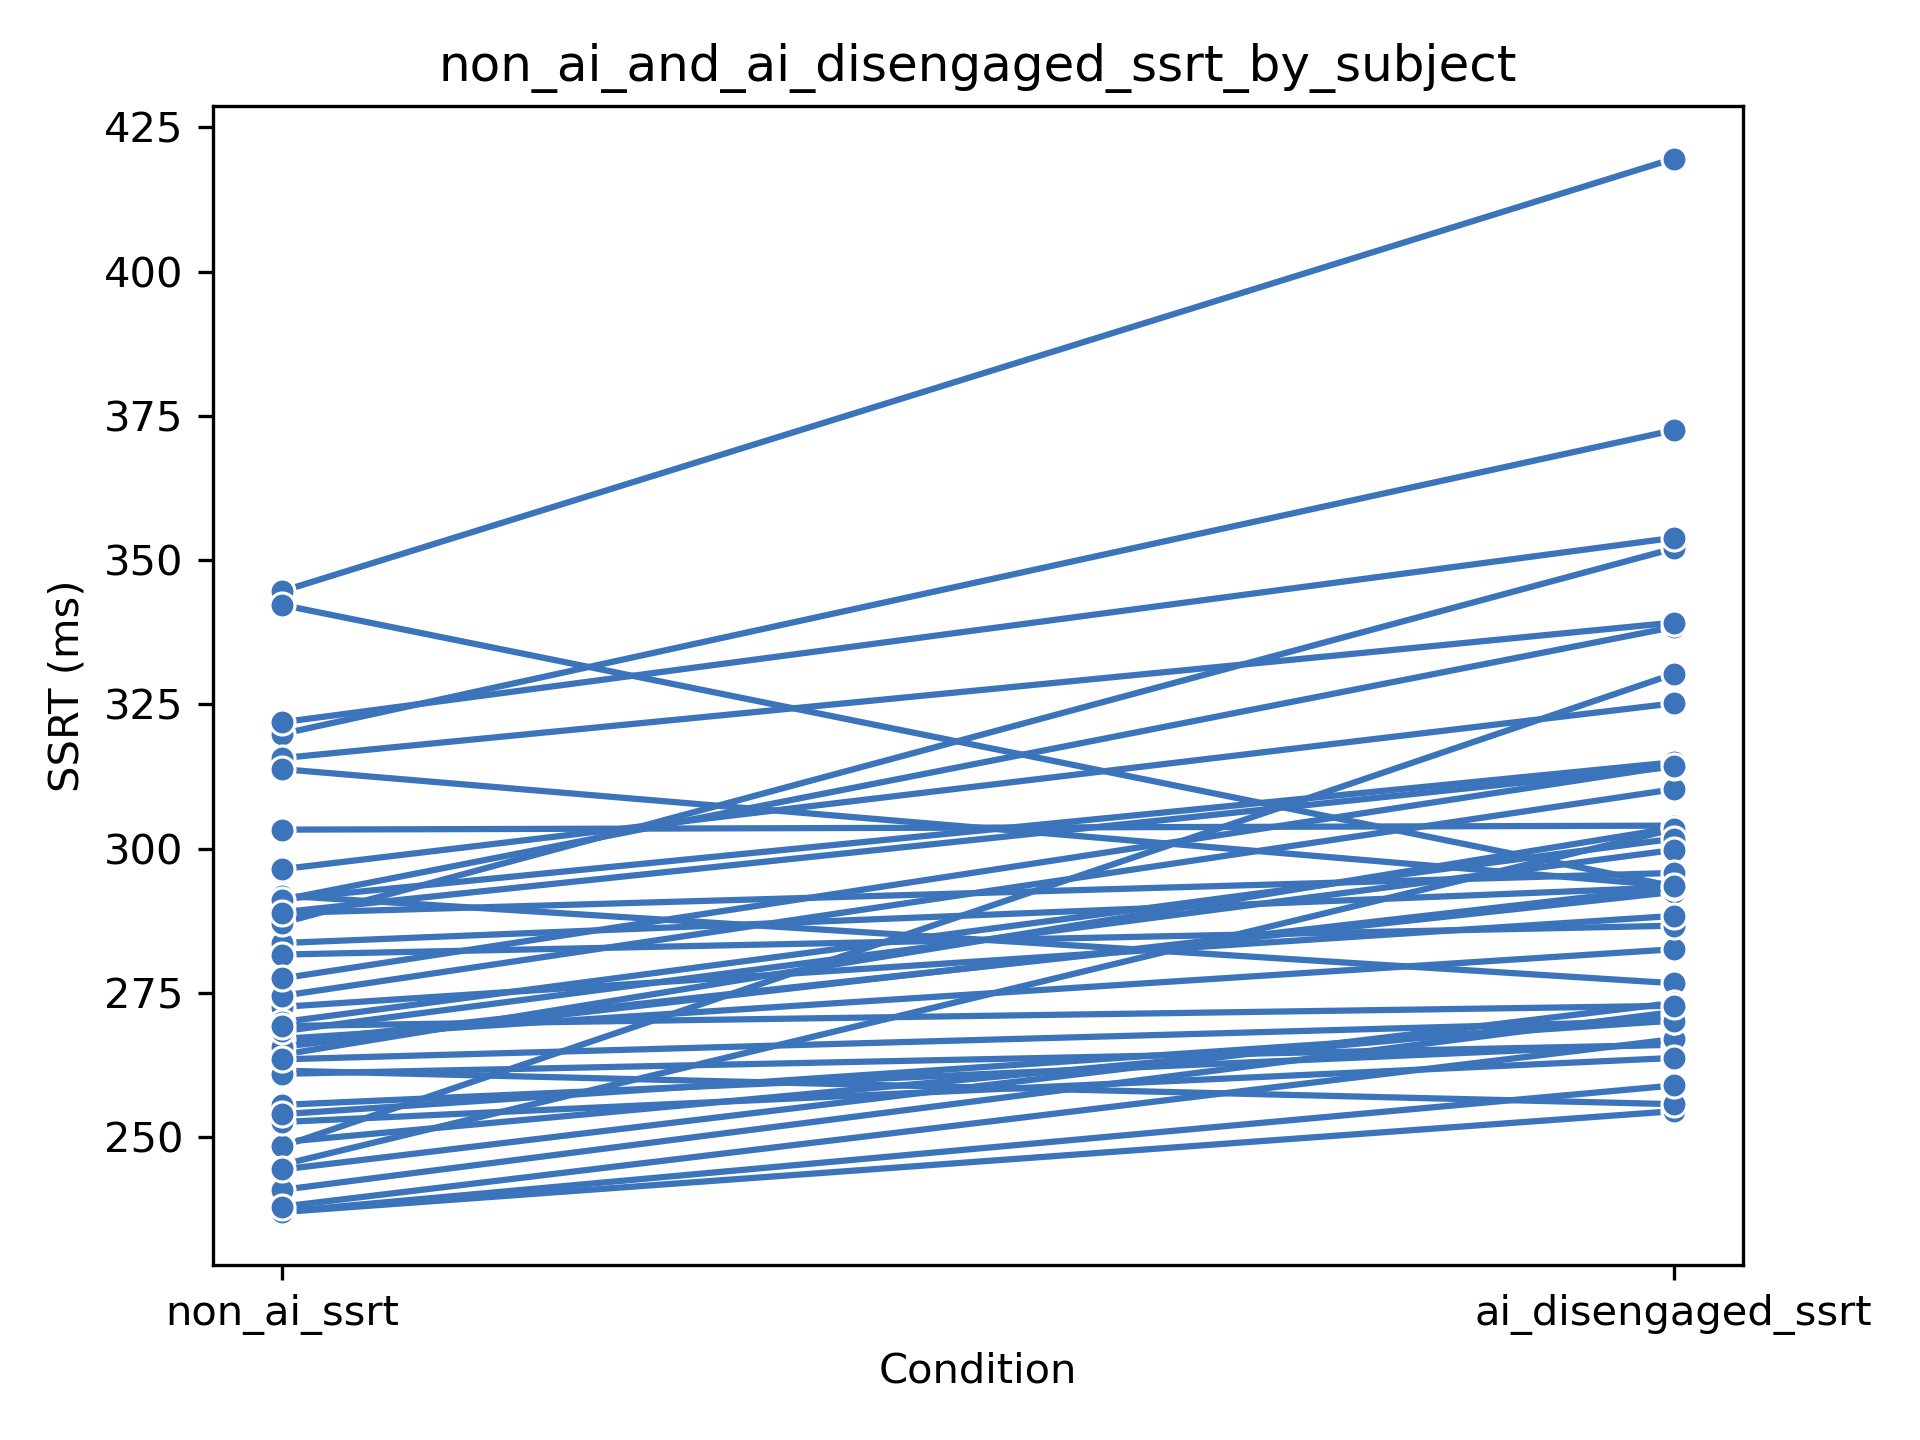 non_ai_and_ai_disengaged_ssrt_by_subject
425
400
375
350
325
300
275
250
SSRT (ms)
non_ai_ssrt
ai_disengaged_ssrt
Condition